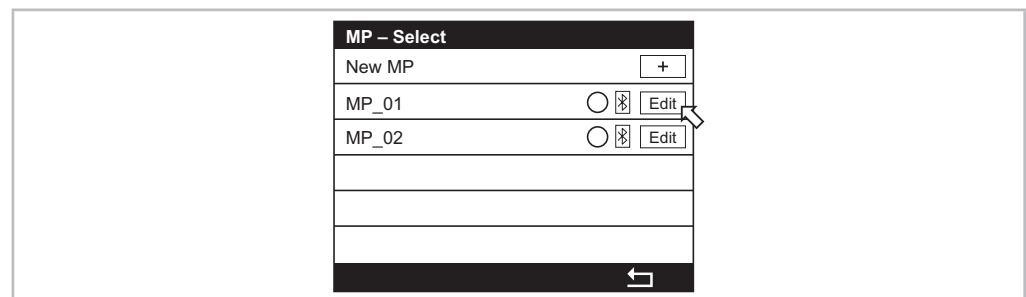 MP – Select
New MP +
MP_01 Edit
MP_02 Edit